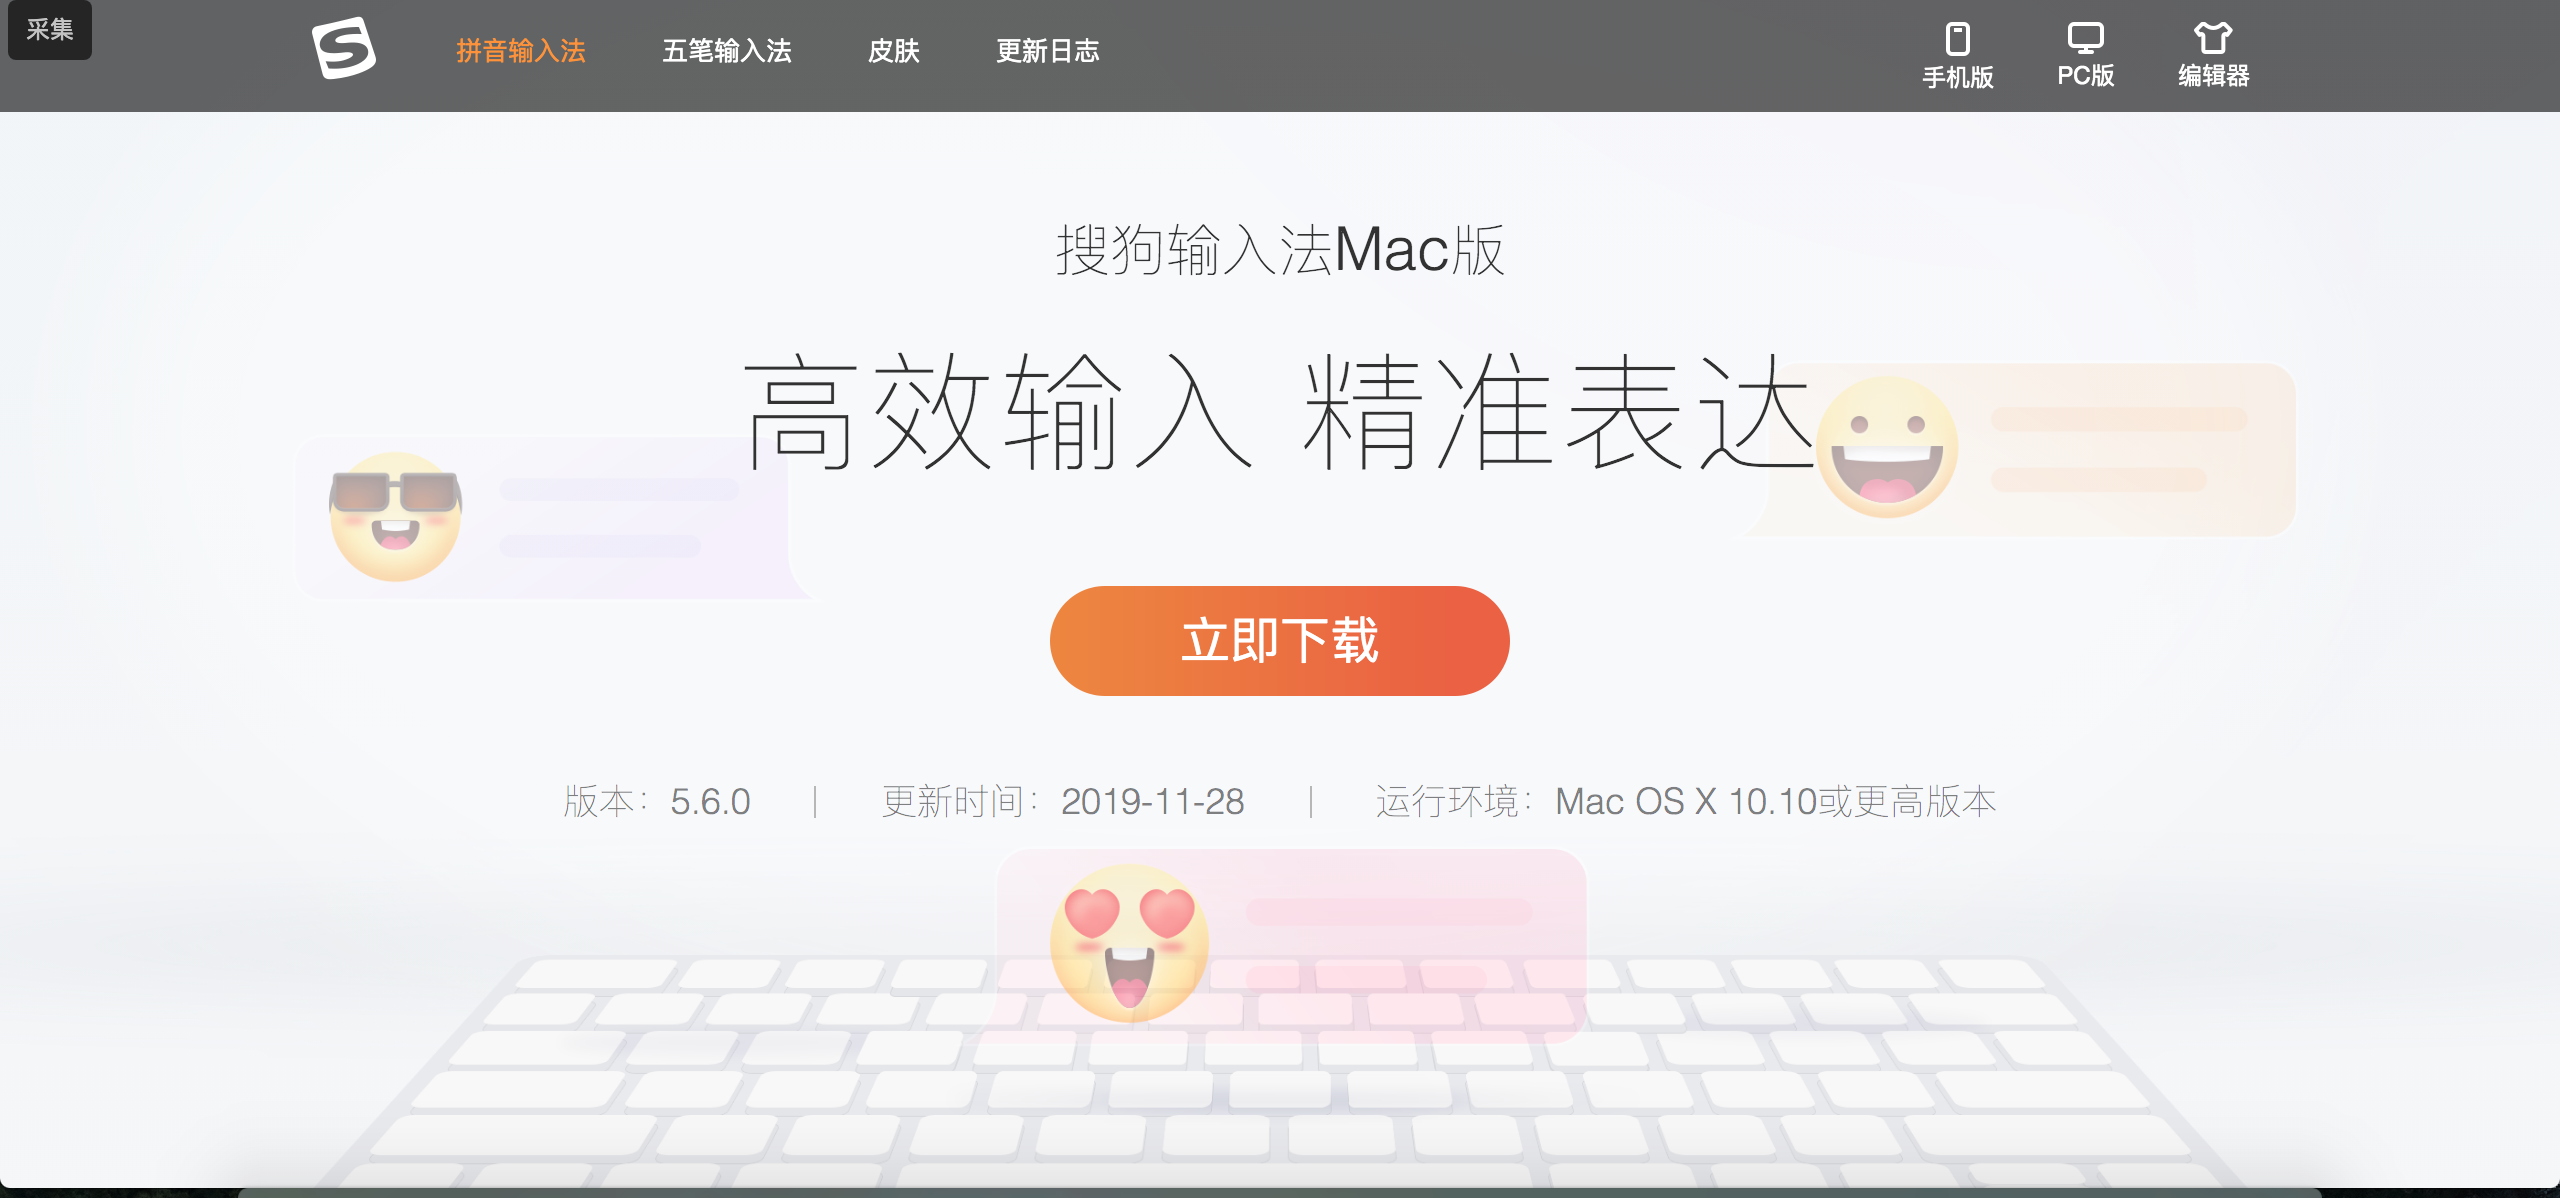 采集
拼音输入法 五笔输入法 皮肤 更新日志
手机版 PC版 编辑器
搜狗输入法Mac版
高效输入 精准表达
立即下载
版本：5.6.0 | 更新时间：2019-11-28 | 运行环境：Mac OS X 10.10或更高版本